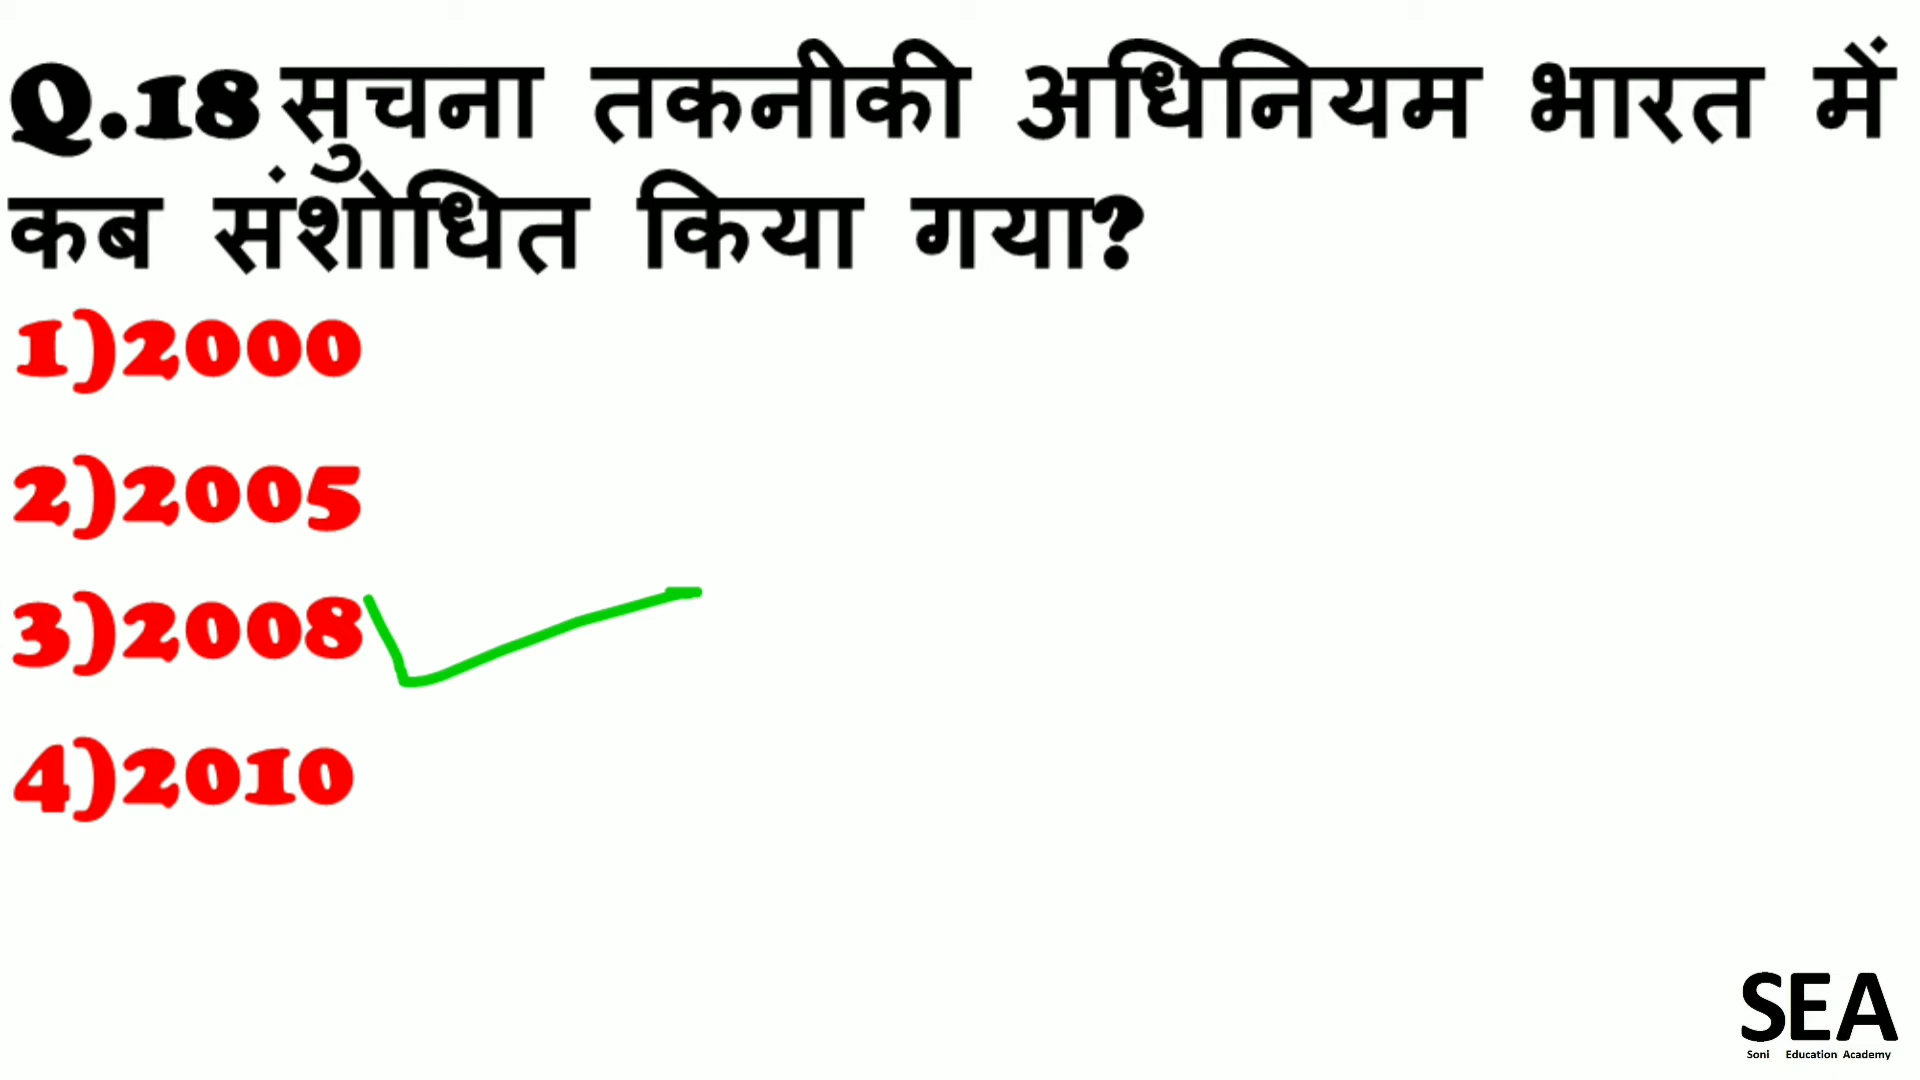 Q.18 सुचना तकनीकी अधिनियम भारत में
कब संशोधित किया गया?
1)2000
2)2005
3)2008
4)2010
SEA
Soni Education Academy